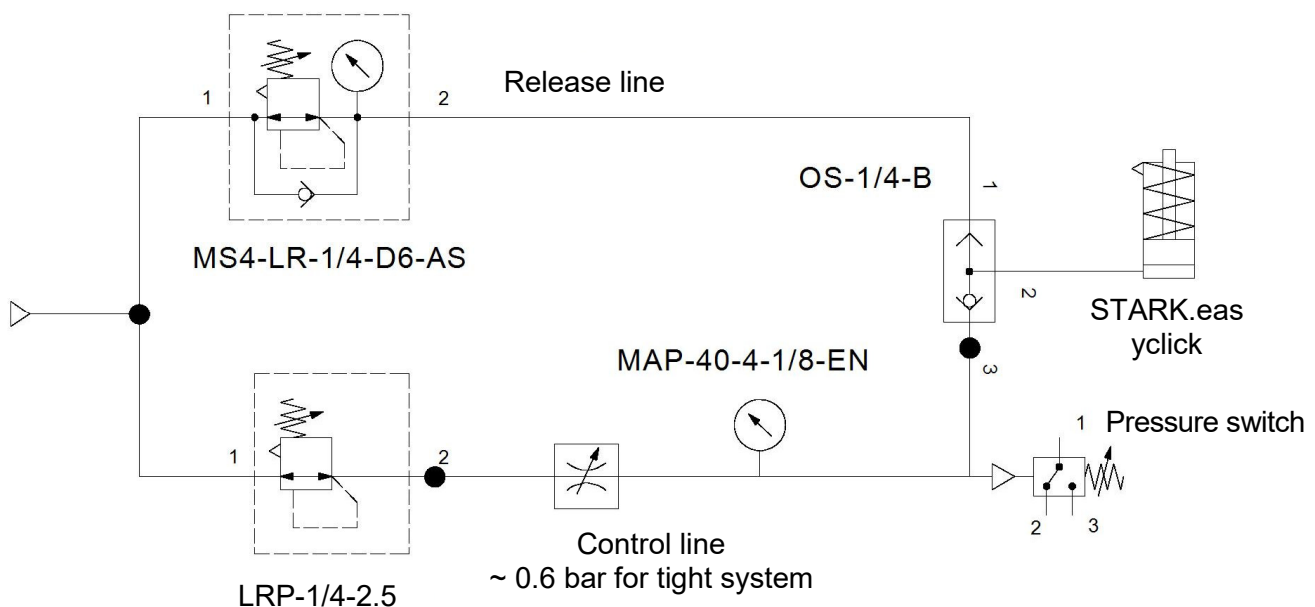 1
2
Release line
MS4-LR-1/4-D6-AS
OS-1/4-B
1
2
3
STARK.eas
yclick
MAP-40-4-1/8-EN
1
Pressure switch
2
3
1
2
Control line
~ 0.6 bar for tight system
LRP-1/4-2.5